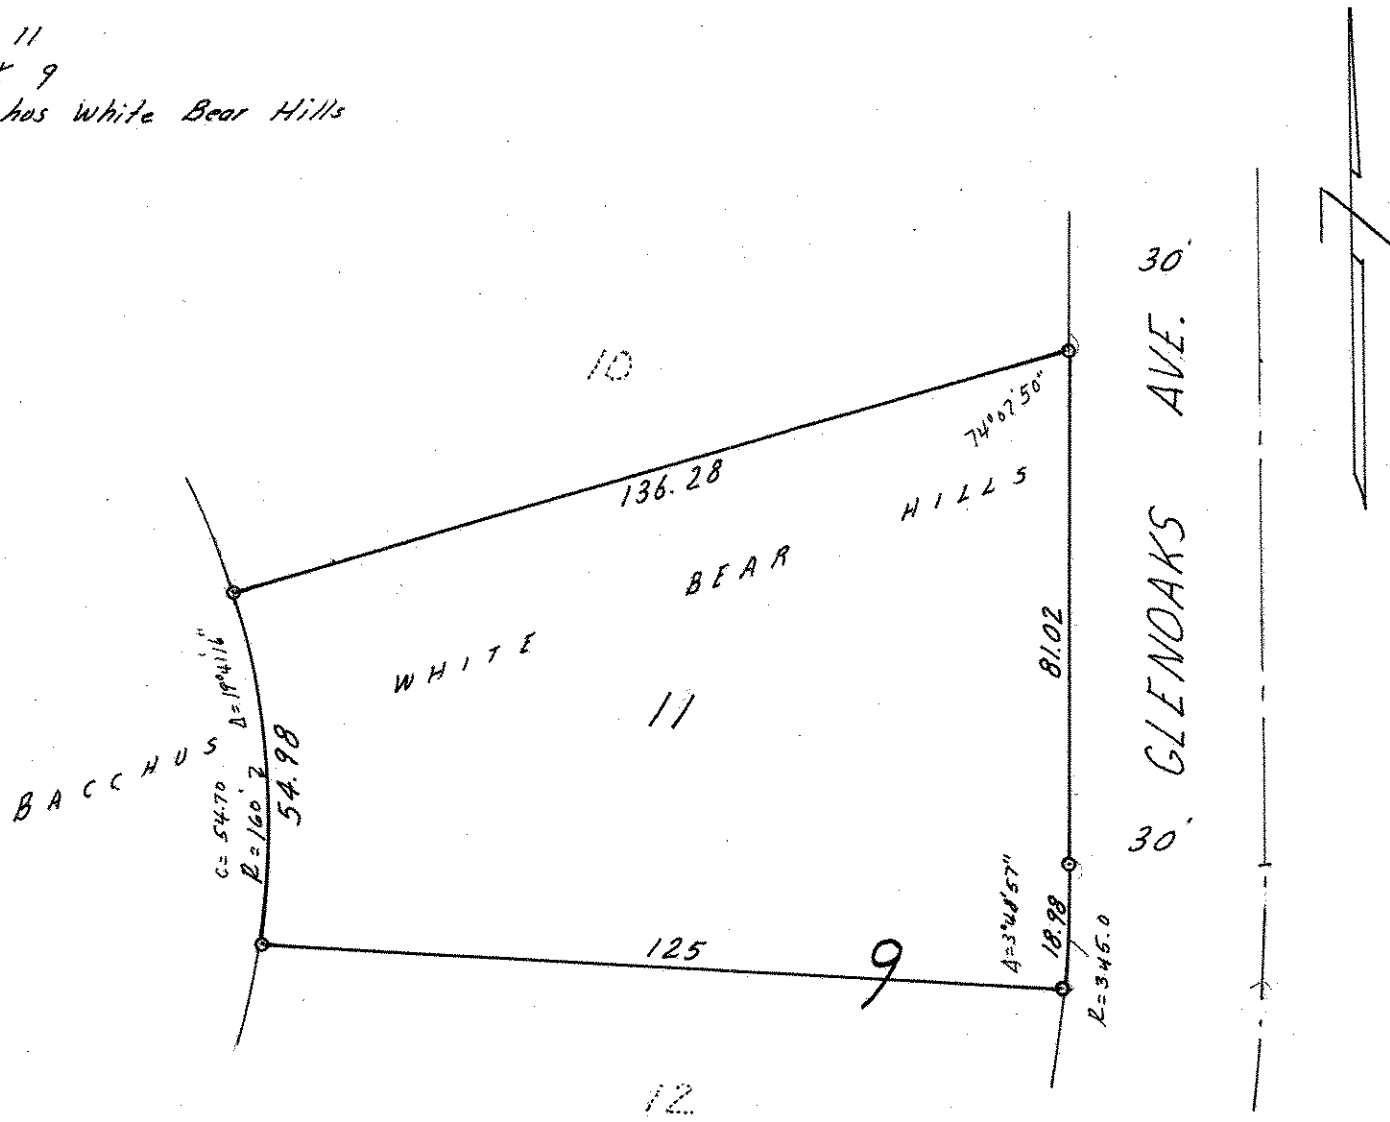 11
9
hos White Bear Hills
30'
GLENOAKS AVE.
30'
10
74°07'50"
136.28
BACCHUS WHITE BEAR HILLS
81.02
11
Δ=19°41'16"
C=54.70
R=160'
54.98
125
9
Δ=3°48'57"
18.98
R=345.0
12